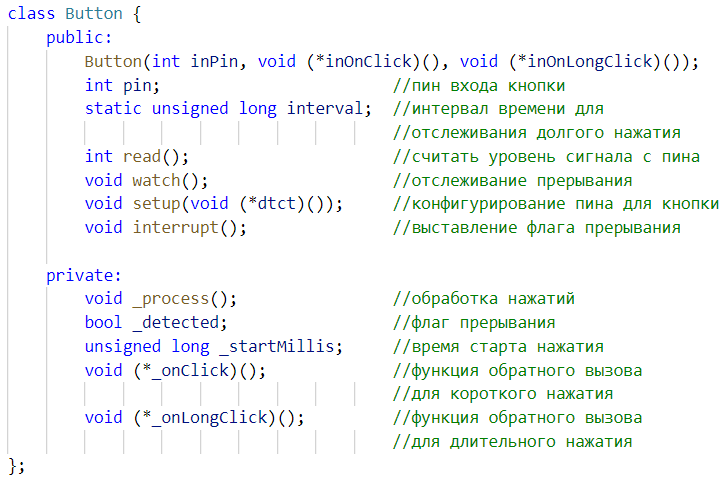 class Button {
public:
Button(int inPin, void (*inOnClick)(), void (*inOnLongClick)());
int pin; //пин входа кнопки
static unsigned long interval; //интервал времени для
//отслеживания долгого нажатия
int read(); //считать уровень сигнала с пина
void watch(); //отслеживание прерывания
void setup(void (*dtct)()); //конфигурирование пина для кнопки
void interrupt(); //выставление флага прерывания
private:
void _process(); //обработка нажатий
bool _detected; //флаг прерывания
unsigned long _startMillis; //время старта нажатия
void (*_onClick)(); //функция обратного вызова
//для короткого нажатия
void (*_onLongClick)(); //функция обратного вызова
//для длительного нажатия
};